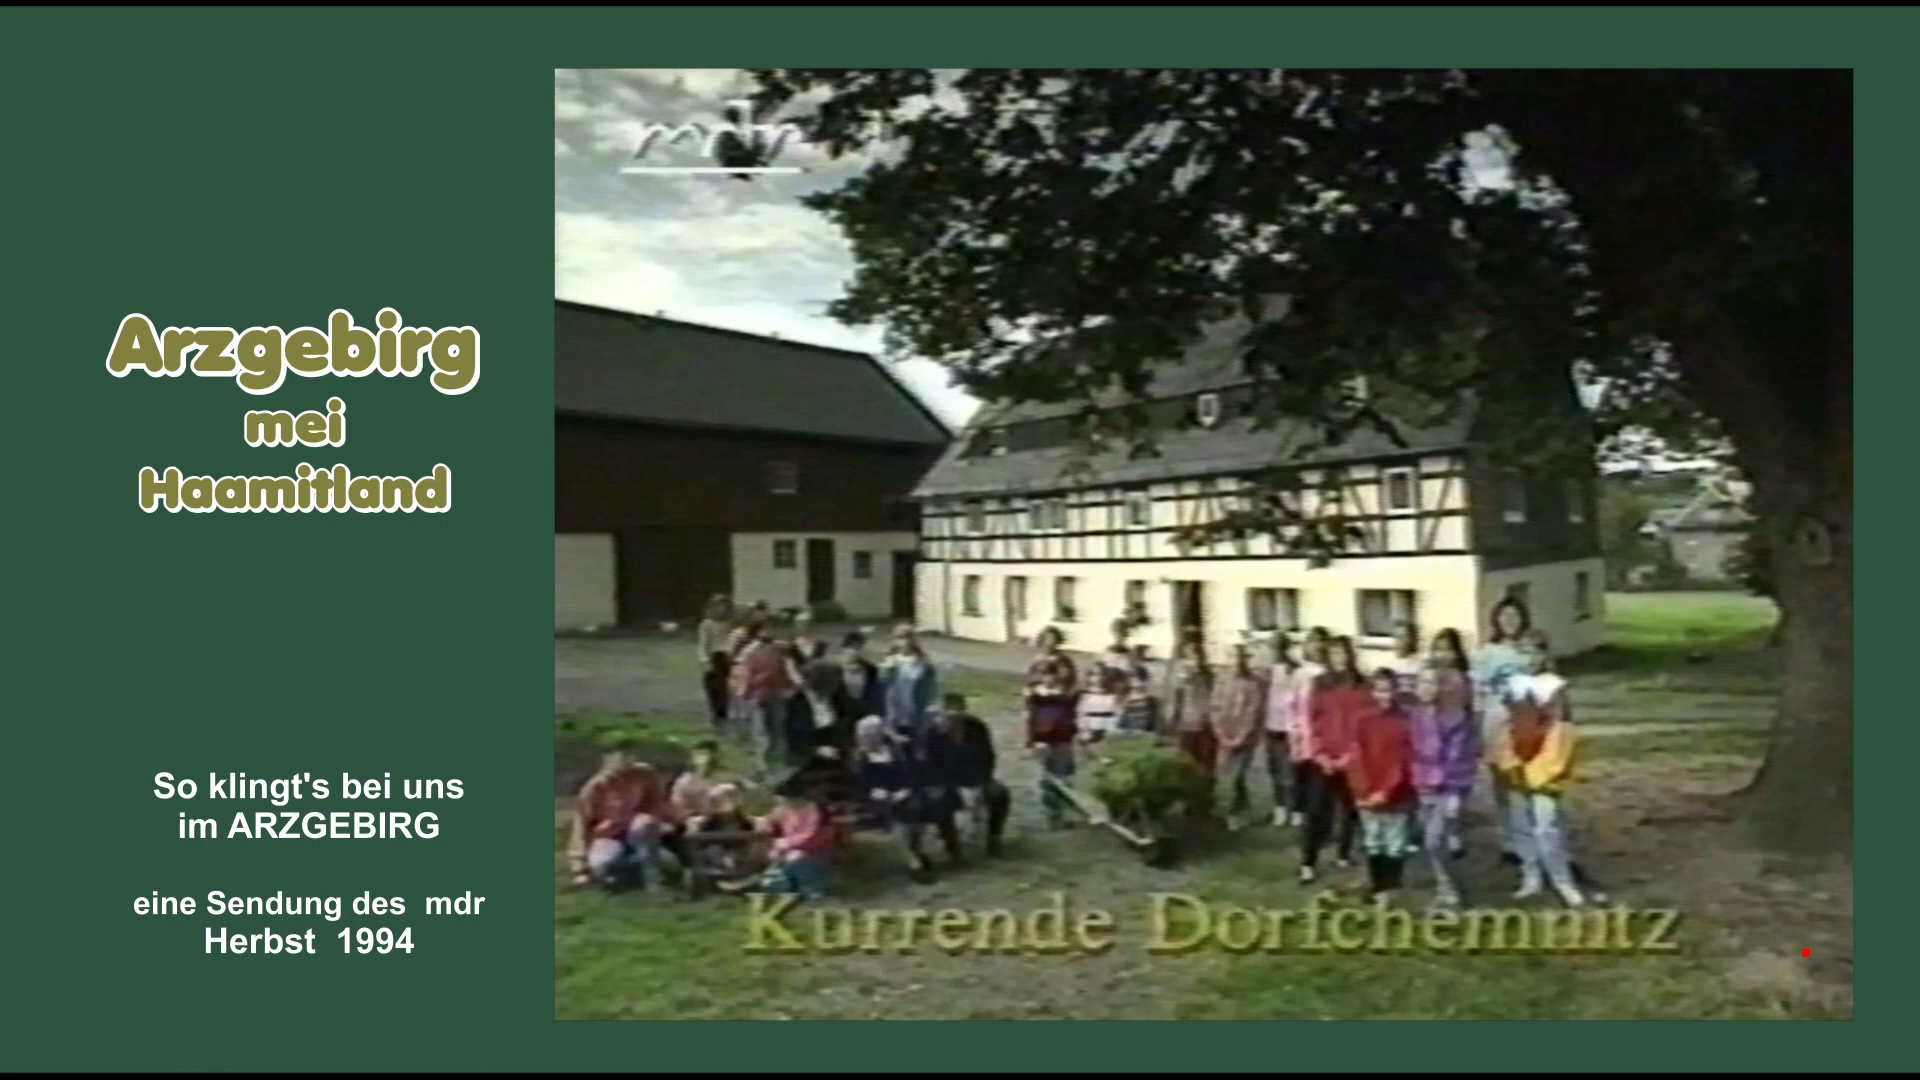 Arzgebirg
mei
Haamitland
So klingt's bei uns
im ARZGEBIRG
eine Sendung des mdr
Herbst 1994
mdr
Kurrende Dorfchemnitz